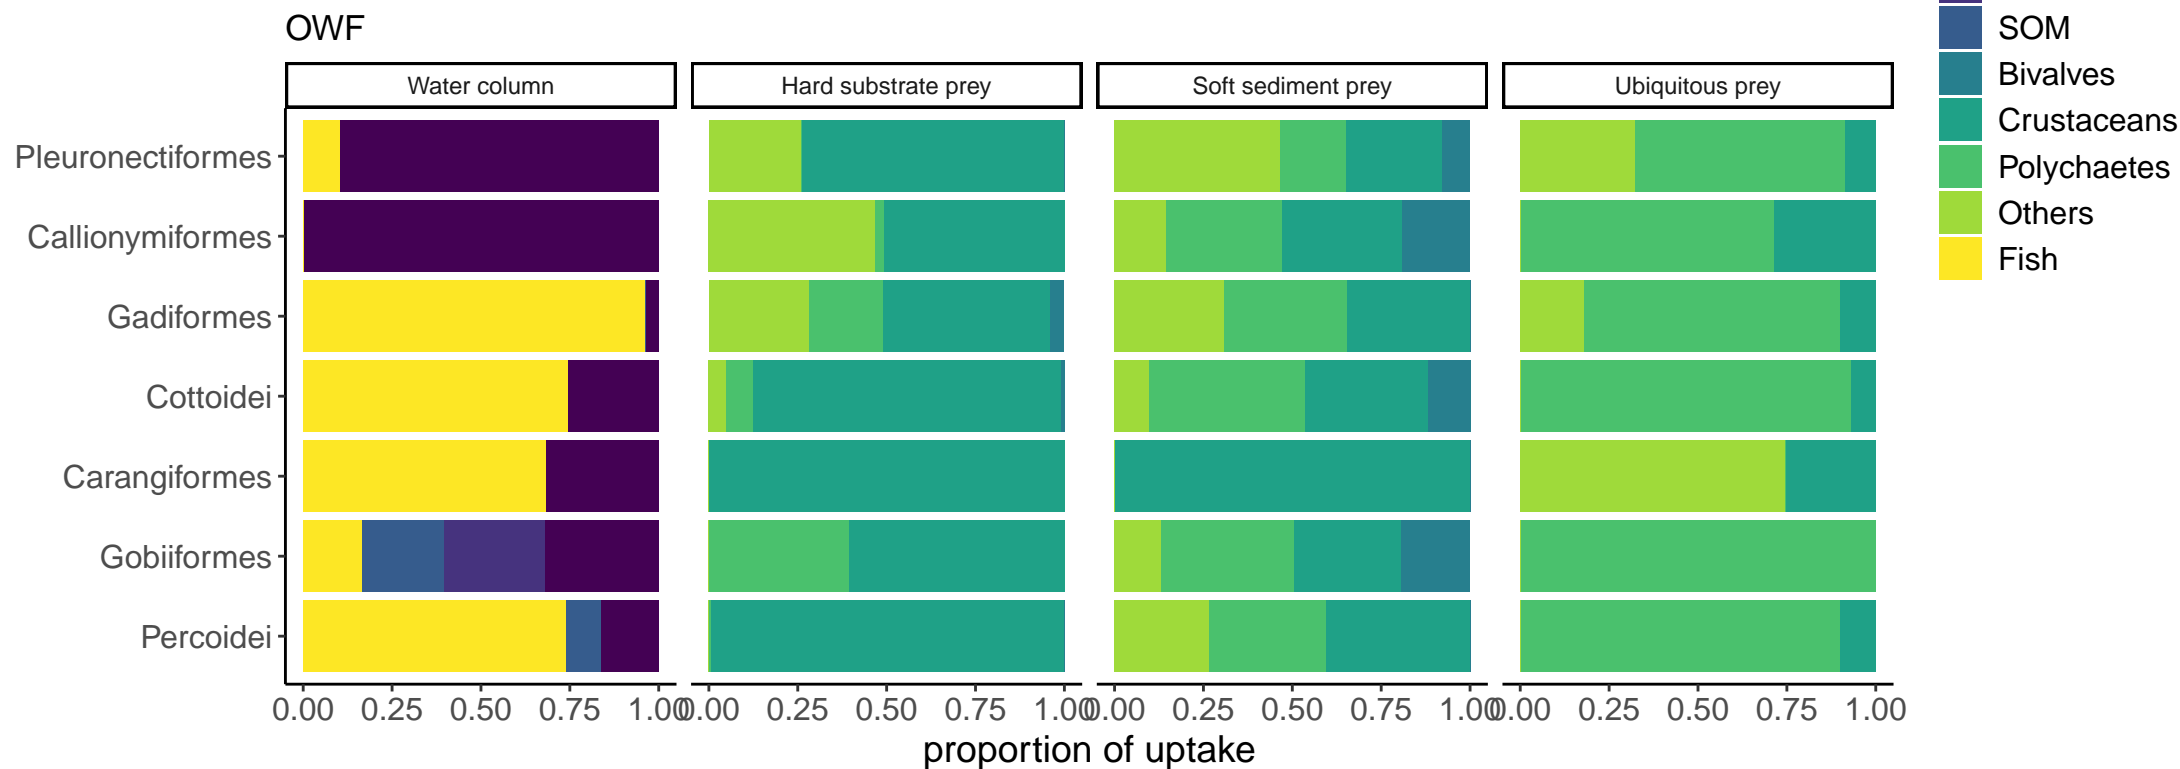 OWF
Water column
Hard substrate prey
Soft sediment prey
Ubiquitous prey
Pleuronectiformes
Callionymiformes
Gadiformes
Cottoidei
Carangiformes
Gobiiformes
Percoidei
0.00 0.25 0.50 0.75 1.00
0.00 0.25 0.50 0.75 1.00
0.00 0.25 0.50 0.75 1.00
0.00 0.25 0.50 0.75 1.00
proportion of uptake
SOM
Bivalves
Crustaceans
Polychaetes
Others
Fish